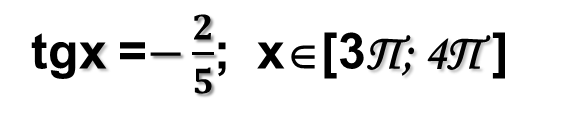 tgx = −2/5; x∈[3π; 4π]